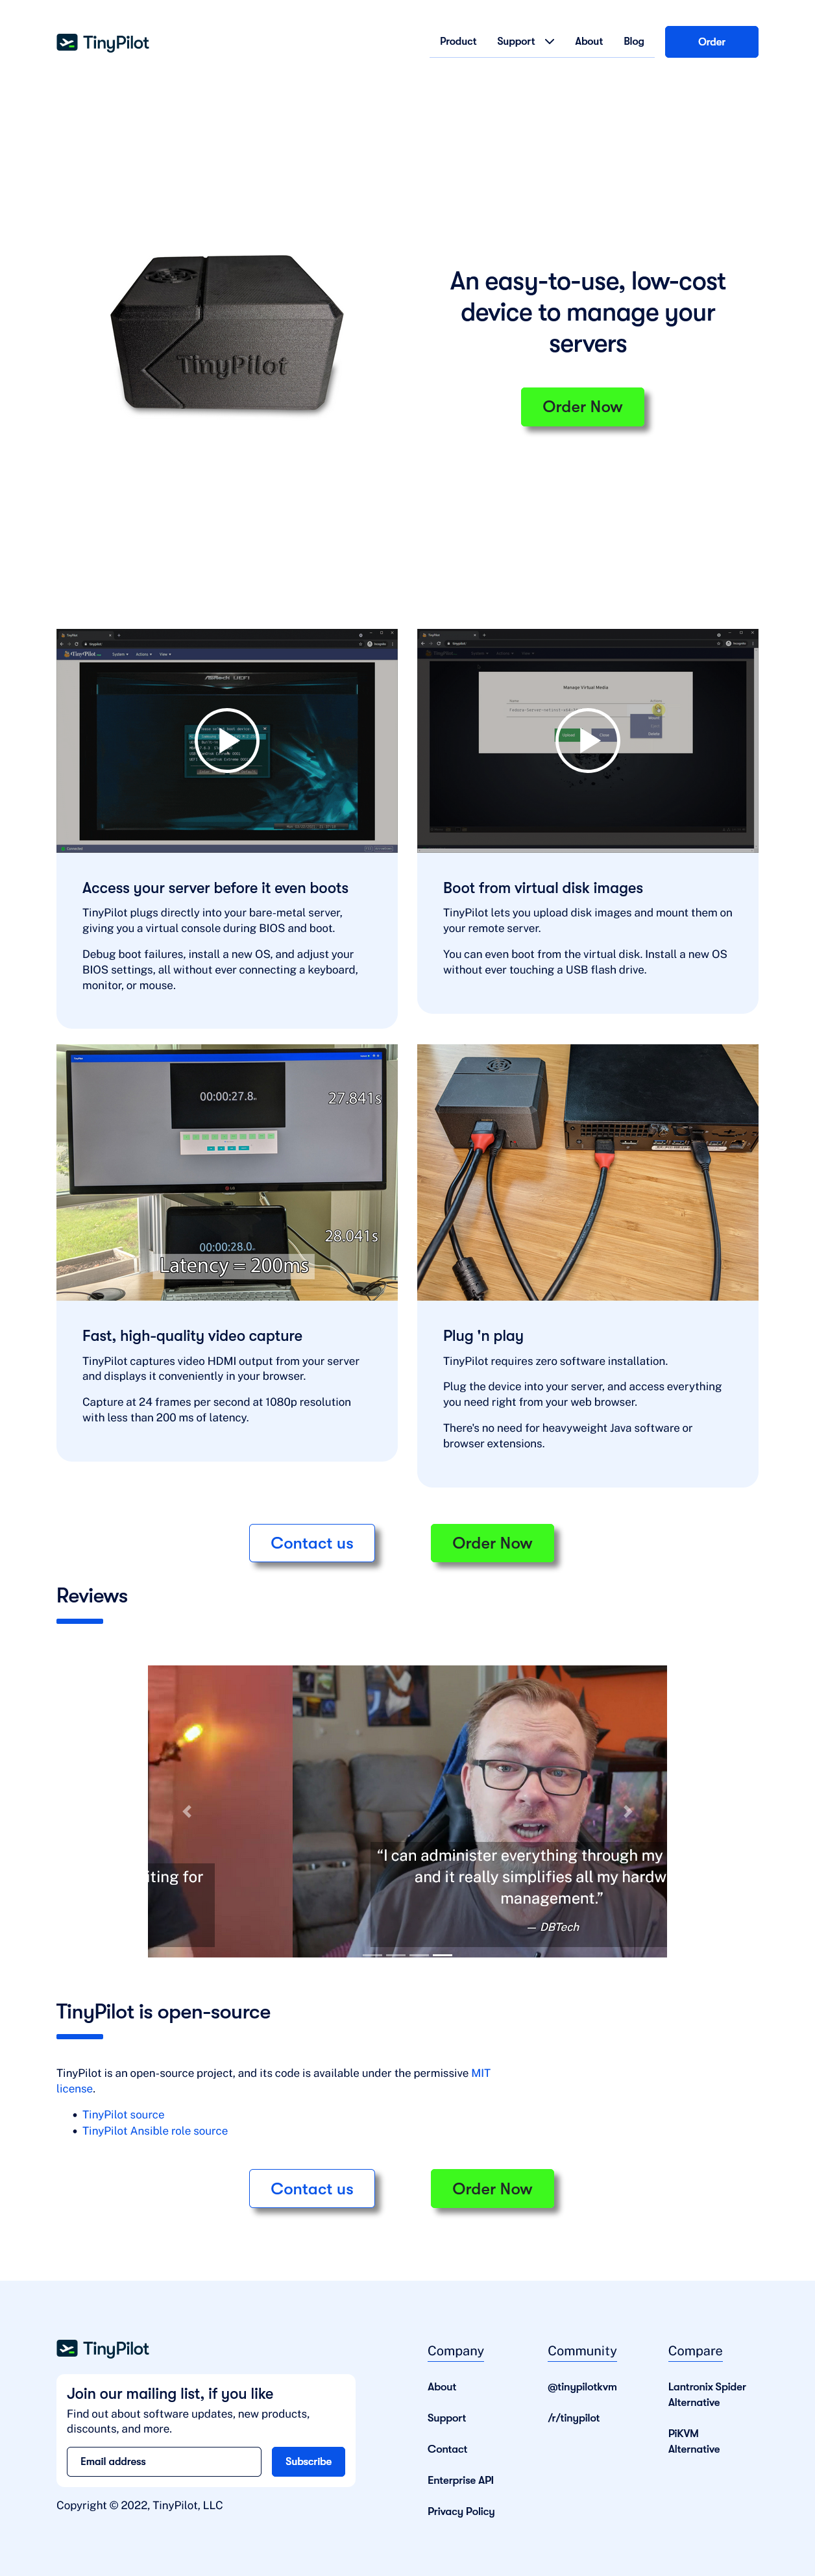 TinyPilot
Product
Support
About
Blog
Order
TinyPilot
An easy-to-use, low-cost
device to manage your
servers
Order Now
TinyPilot
System
Actions
View
ASRock UEFI
Manage Virtual Media
Upload
Close
Access your server before it even boots
TinyPilot plugs directly into your bare-metal server,
giving you a virtual console during BIOS and boot.
Debug boot failures, install a new OS, and adjust your
BIOS settings, all without ever connecting a keyboard,
monitor, or mouse.
Boot from virtual disk images
TinyPilot lets you upload disk images and mount them on
your remote server.
You can even boot from the virtual disk. Install a new OS
without ever touching a USB flash drive.
00:00:27.8
27.841s
28.041s
00:00:28.0
Latency = 200ms
Fast, high-quality video capture
TinyPilot captures video HDMI output from your server
and displays it conveniently in your browser.
Capture at 24 frames per second at 1080p resolution
with less than 200 ms of latency.
Plug 'n play
TinyPilot requires zero software installation.
Plug the device into your server, and access everything
you need right from your web browser.
There's no need for heavyweight Java software or
browser extensions.
Contact us
Order Now
Reviews
iting for
“I can administer everything through my
and it really simplifies all my hardw
management.”
— DBTech
TinyPilot is open-source
TinyPilot is an open-source project, and its code is available under the permissive MIT
license.
• TinyPilot source
• TinyPilot Ansible role source
Contact us
Order Now
TinyPilot
Join our mailing list, if you like
Find out about software updates, new products,
discounts, and more.
Email address
Subscribe
Copyright © 2022, TinyPilot, LLC
Company
About
Support
Contact
Enterprise API
Privacy Policy
Community
@tinypilotkvm
/r/tinypilot
Compare
Lantronix Spider
Alternative
PiKVM
Alternative